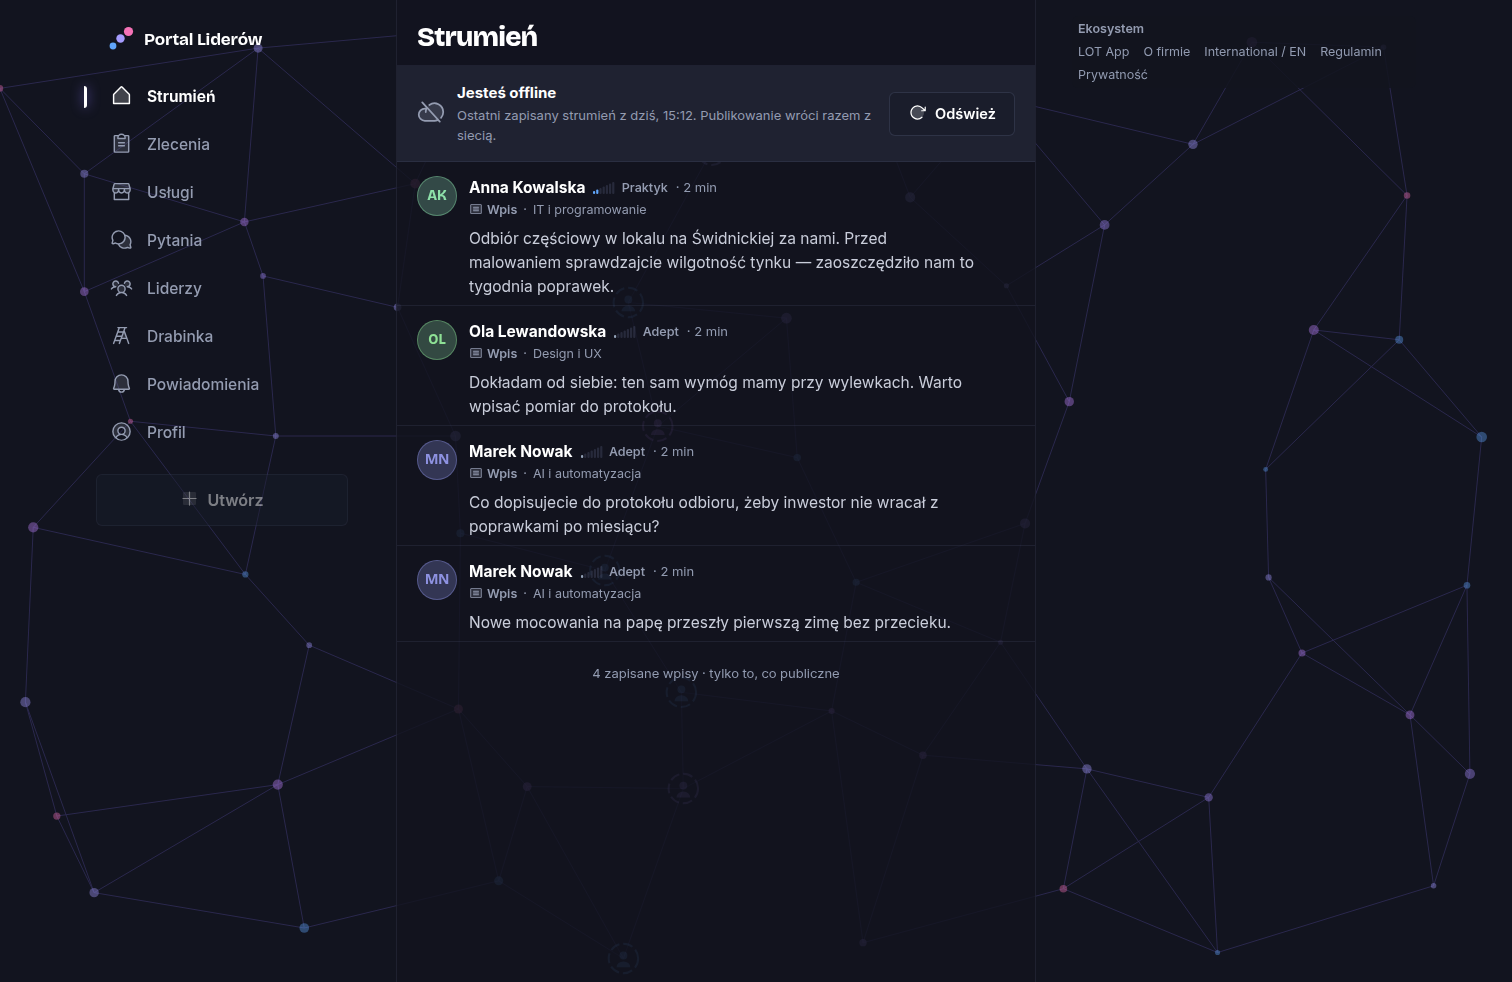 Portal Liderów
Strumień
Zlecenia
Usługi
Pytania
Liderzy
Drabinka
Powiadomienia
Profil
Utwórz
Strumień
Jesteś offline
Ostatni zapisany strumień z dziś, 15:12. Publikowanie wróci razem z
siecią.
Odśwież
AK
Anna Kowalska Praktyk · 2 min
Wpis · IT i programowanie
Odbiór częściowy w lokalu na Świdnickiej za nami. Przed
malowaniem sprawdzajcie wilgotność tynku — zaoszczędziło nam to
tygodnia poprawek.
OL
Ola Lewandowska Adept · 2 min
Wpis · Design i UX
Dokładam od siebie: ten sam wymóg mamy przy wylewkach. Warto
wpisać pomiar do protokołu.
MN
Marek Nowak Adept · 2 min
Wpis · AI i automatyzacja
Co dopisujecie do protokołu odbioru, żeby inwestor nie wracał z
poprawkami po miesiącu?
MN
Marek Nowak Adept · 2 min
Wpis · AI i automatyzacja
Nowe mocowania na papę przeszły pierwszą zimę bez przecieku.
4 zapisane wpisy · tylko to, co publiczne
Ekosystem
LOT App O firmie International / EN Regulamin
Prywatność